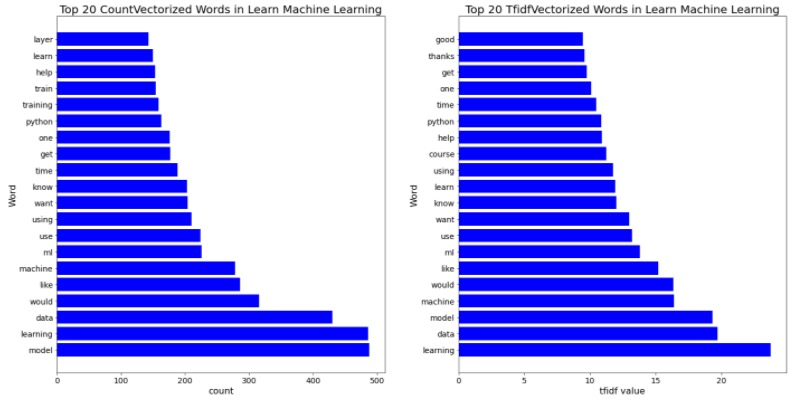 Top 20 CountVectorized Words in Learn Machine Learning
layer
learn
help
train
training
python
one
get
time
know
want
using
use
ml
machine
like
would
data
learning
model
Word
0 100 200 300 400 500
count
Top 20 TfidfVectorized Words in Learn Machine Learning
good
thanks
get
one
time
python
help
course
using
learn
know
want
use
ml
like
would
machine
model
data
learning
Word
0 5 10 15 20
tfidf value